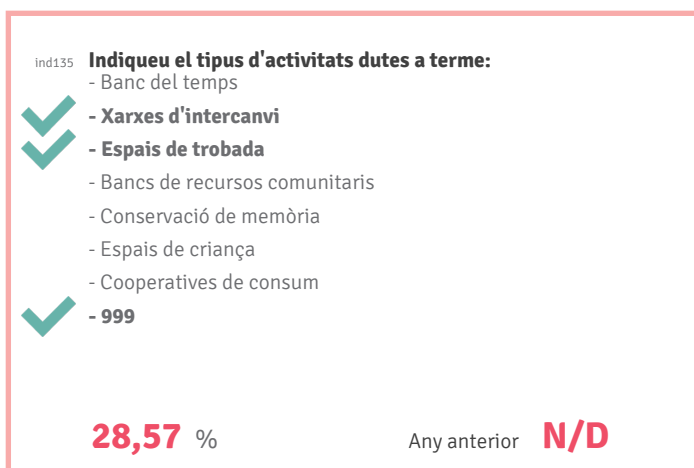 ind135 Indiqueu el tipus d'activitats dutes a terme:
- Banc del temps
- Xarxes d'intercanvi
- Espais de trobada
- Bancs de recursos comunitaris
- Conservació de memòria
- Espais de criança
- Cooperatives de consum
- 999
28,57 % Any anterior N/D